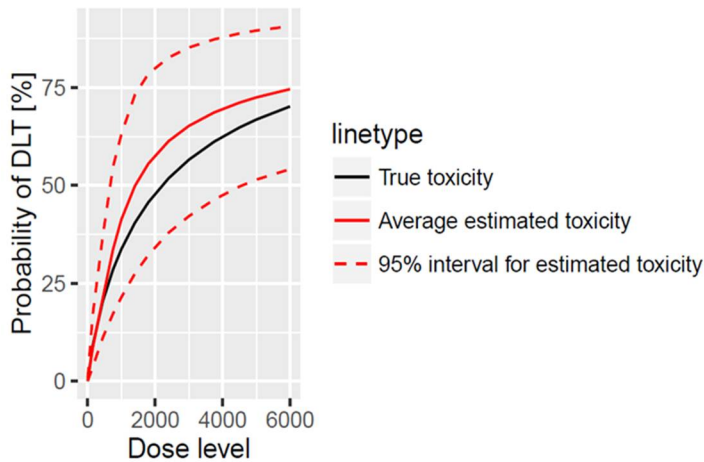 Probability of DLT [%]
75
50
25
0
0 2000 4000 6000
Dose level
linetype
True toxicity
Average estimated toxicity
95% interval for estimated toxicity